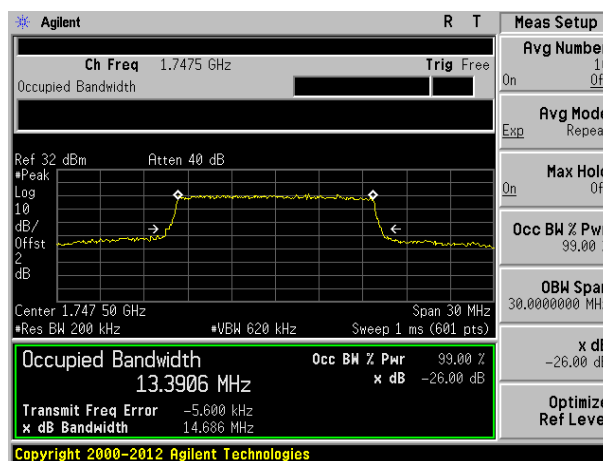 Agilent R T Meas Setup
Ch Freq 1.7475 GHz Trig Free
Occupied Bandwidth
Ref 32 dBm Atten 40 dB
#Peak
Log
10
dB/
Offst
2
dB
Center 1.747 50 GHz Span 30 MHz
#Res BW 200 kHz #VBW 620 kHz Sweep 1 ms (601 pts)
Occupied Bandwidth Occ BW % Pwr 99.00 %
13.3906 MHz x dB -26.00 dB
Transmit Freq Error -5.600 kHz
x dB Bandwidth 14.686 MHz
Copyright 2000-2012 Agilent Technologies
Avg Number
On
Avg Mode
Exp Repeat
Max Hold
On
Occ BW % Pwr
99.00
OBW Span
30.0000000 MHz
x dB
-26.00 dB
Optimize
Ref Level